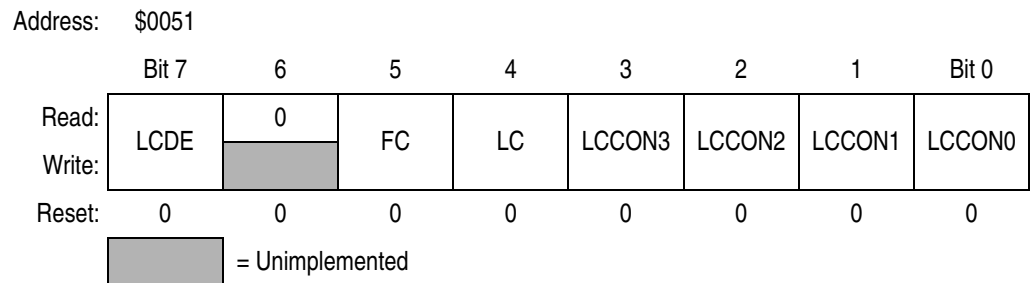 Address: $0051
Bit 7 6 5 4 3 2 1 Bit 0
Read: LCDE 0 FC LC LCCON3 LCCON2 LCCON1 LCCON0
Write:
Reset: 0 0 0 0 0 0 0 0
= Unimplemented